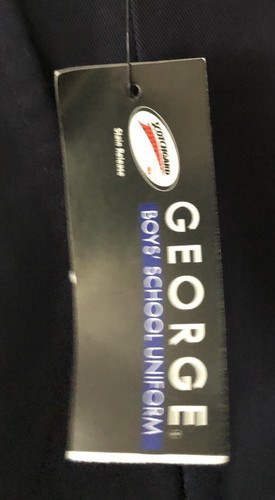 SCOTCHGARD
Stain Release
GEORGE®
BOYS' SCHOOL UNIFORM